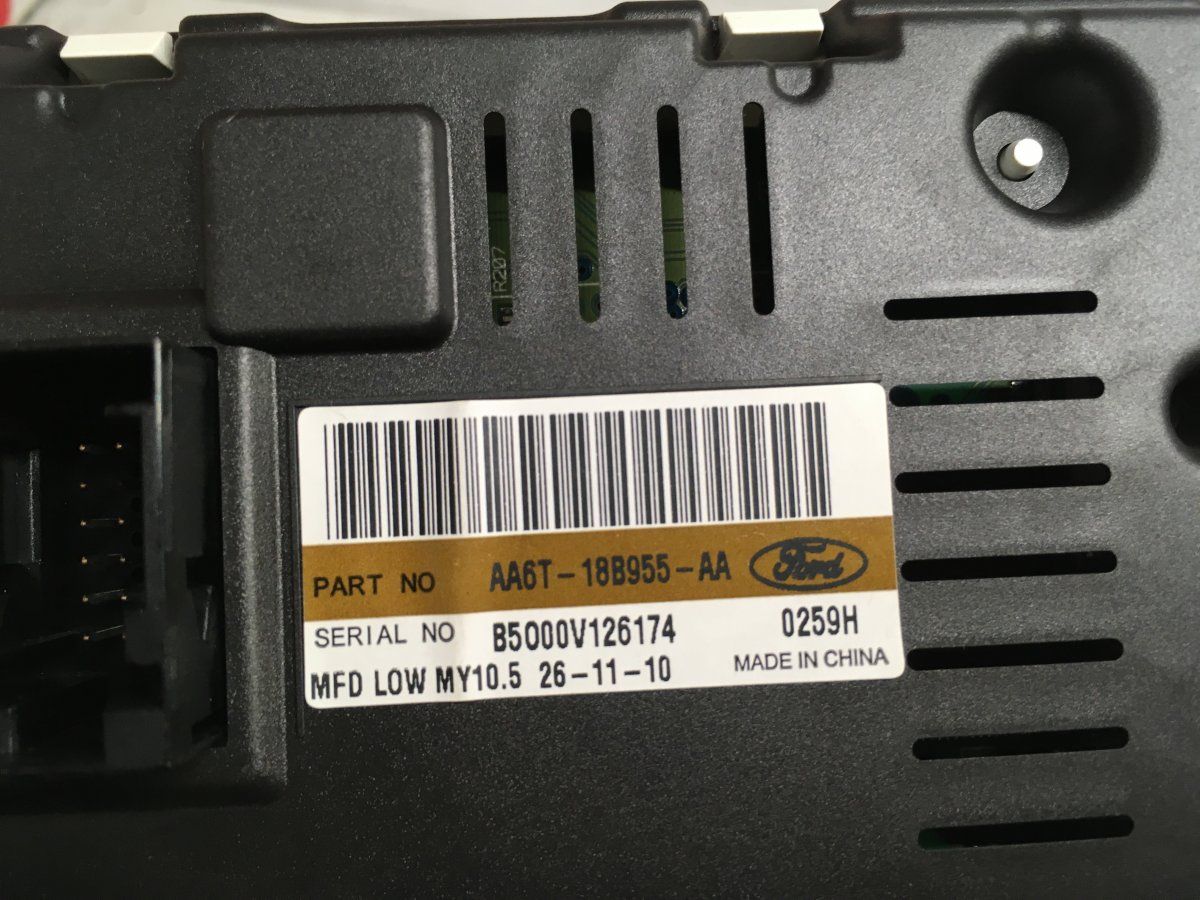 R207
PART NO AA6T-18B955-AA Ford
SERIAL NO B5000V126174 0259H
MFD LOW MY10.5 26-11-10 MADE IN CHINA